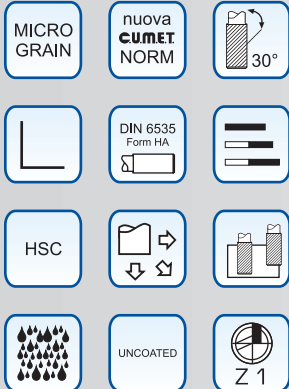 MICRO
GRAIN
nuova
C.U.M.E.T.
NORM
30°
DIN 6535
Form HA
HSC
UNCOATED
Z 1